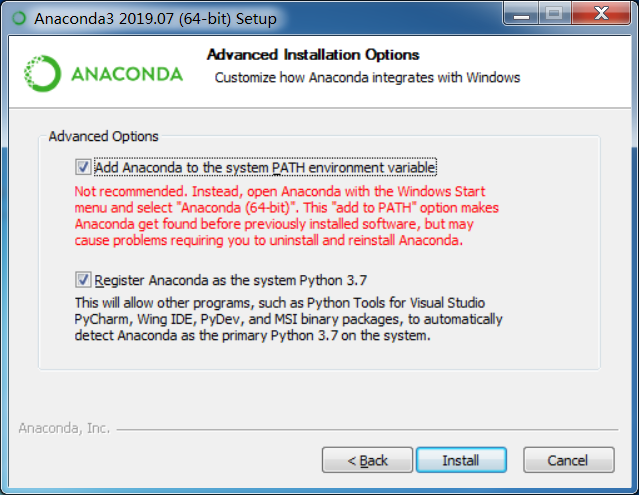 Anaconda3 2019.07 (64-bit) Setup
ANACONDA
Advanced Installation Options
Customize how Anaconda integrates with Windows
Advanced Options
Add Anaconda to the system PATH environment variable
Not recommended. Instead, open Anaconda with the Windows Start
menu and select "Anaconda (64-bit)". This "add to PATH" option makes
Anaconda get found before previously installed software, but may
cause problems requiring you to uninstall and reinstall Anaconda.
Register Anaconda as the system Python 3.7
This will allow other programs, such as Python Tools for Visual Studio
PyCharm, Wing IDE, PyDev, and MSI binary packages, to automatically
detect Anaconda as the primary Python 3.7 on the system.
Anaconda, Inc.
< Back
Install
Cancel